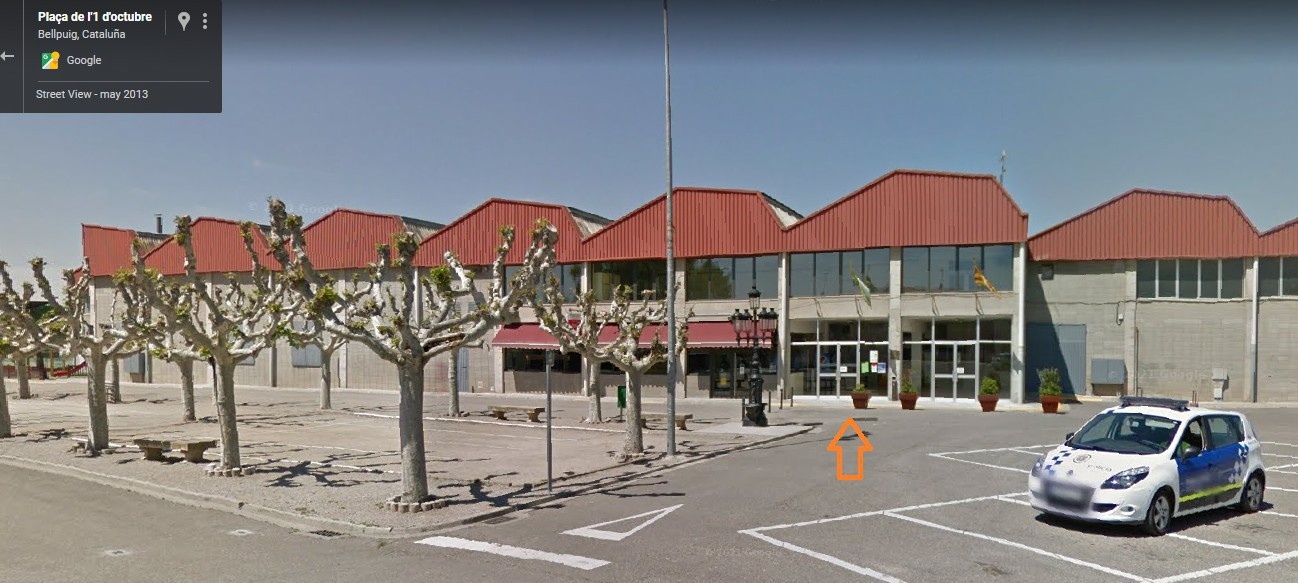 Plaça de l'1 d'octubre
Bellpuig, Cataluña
Google
Street View - may 2013